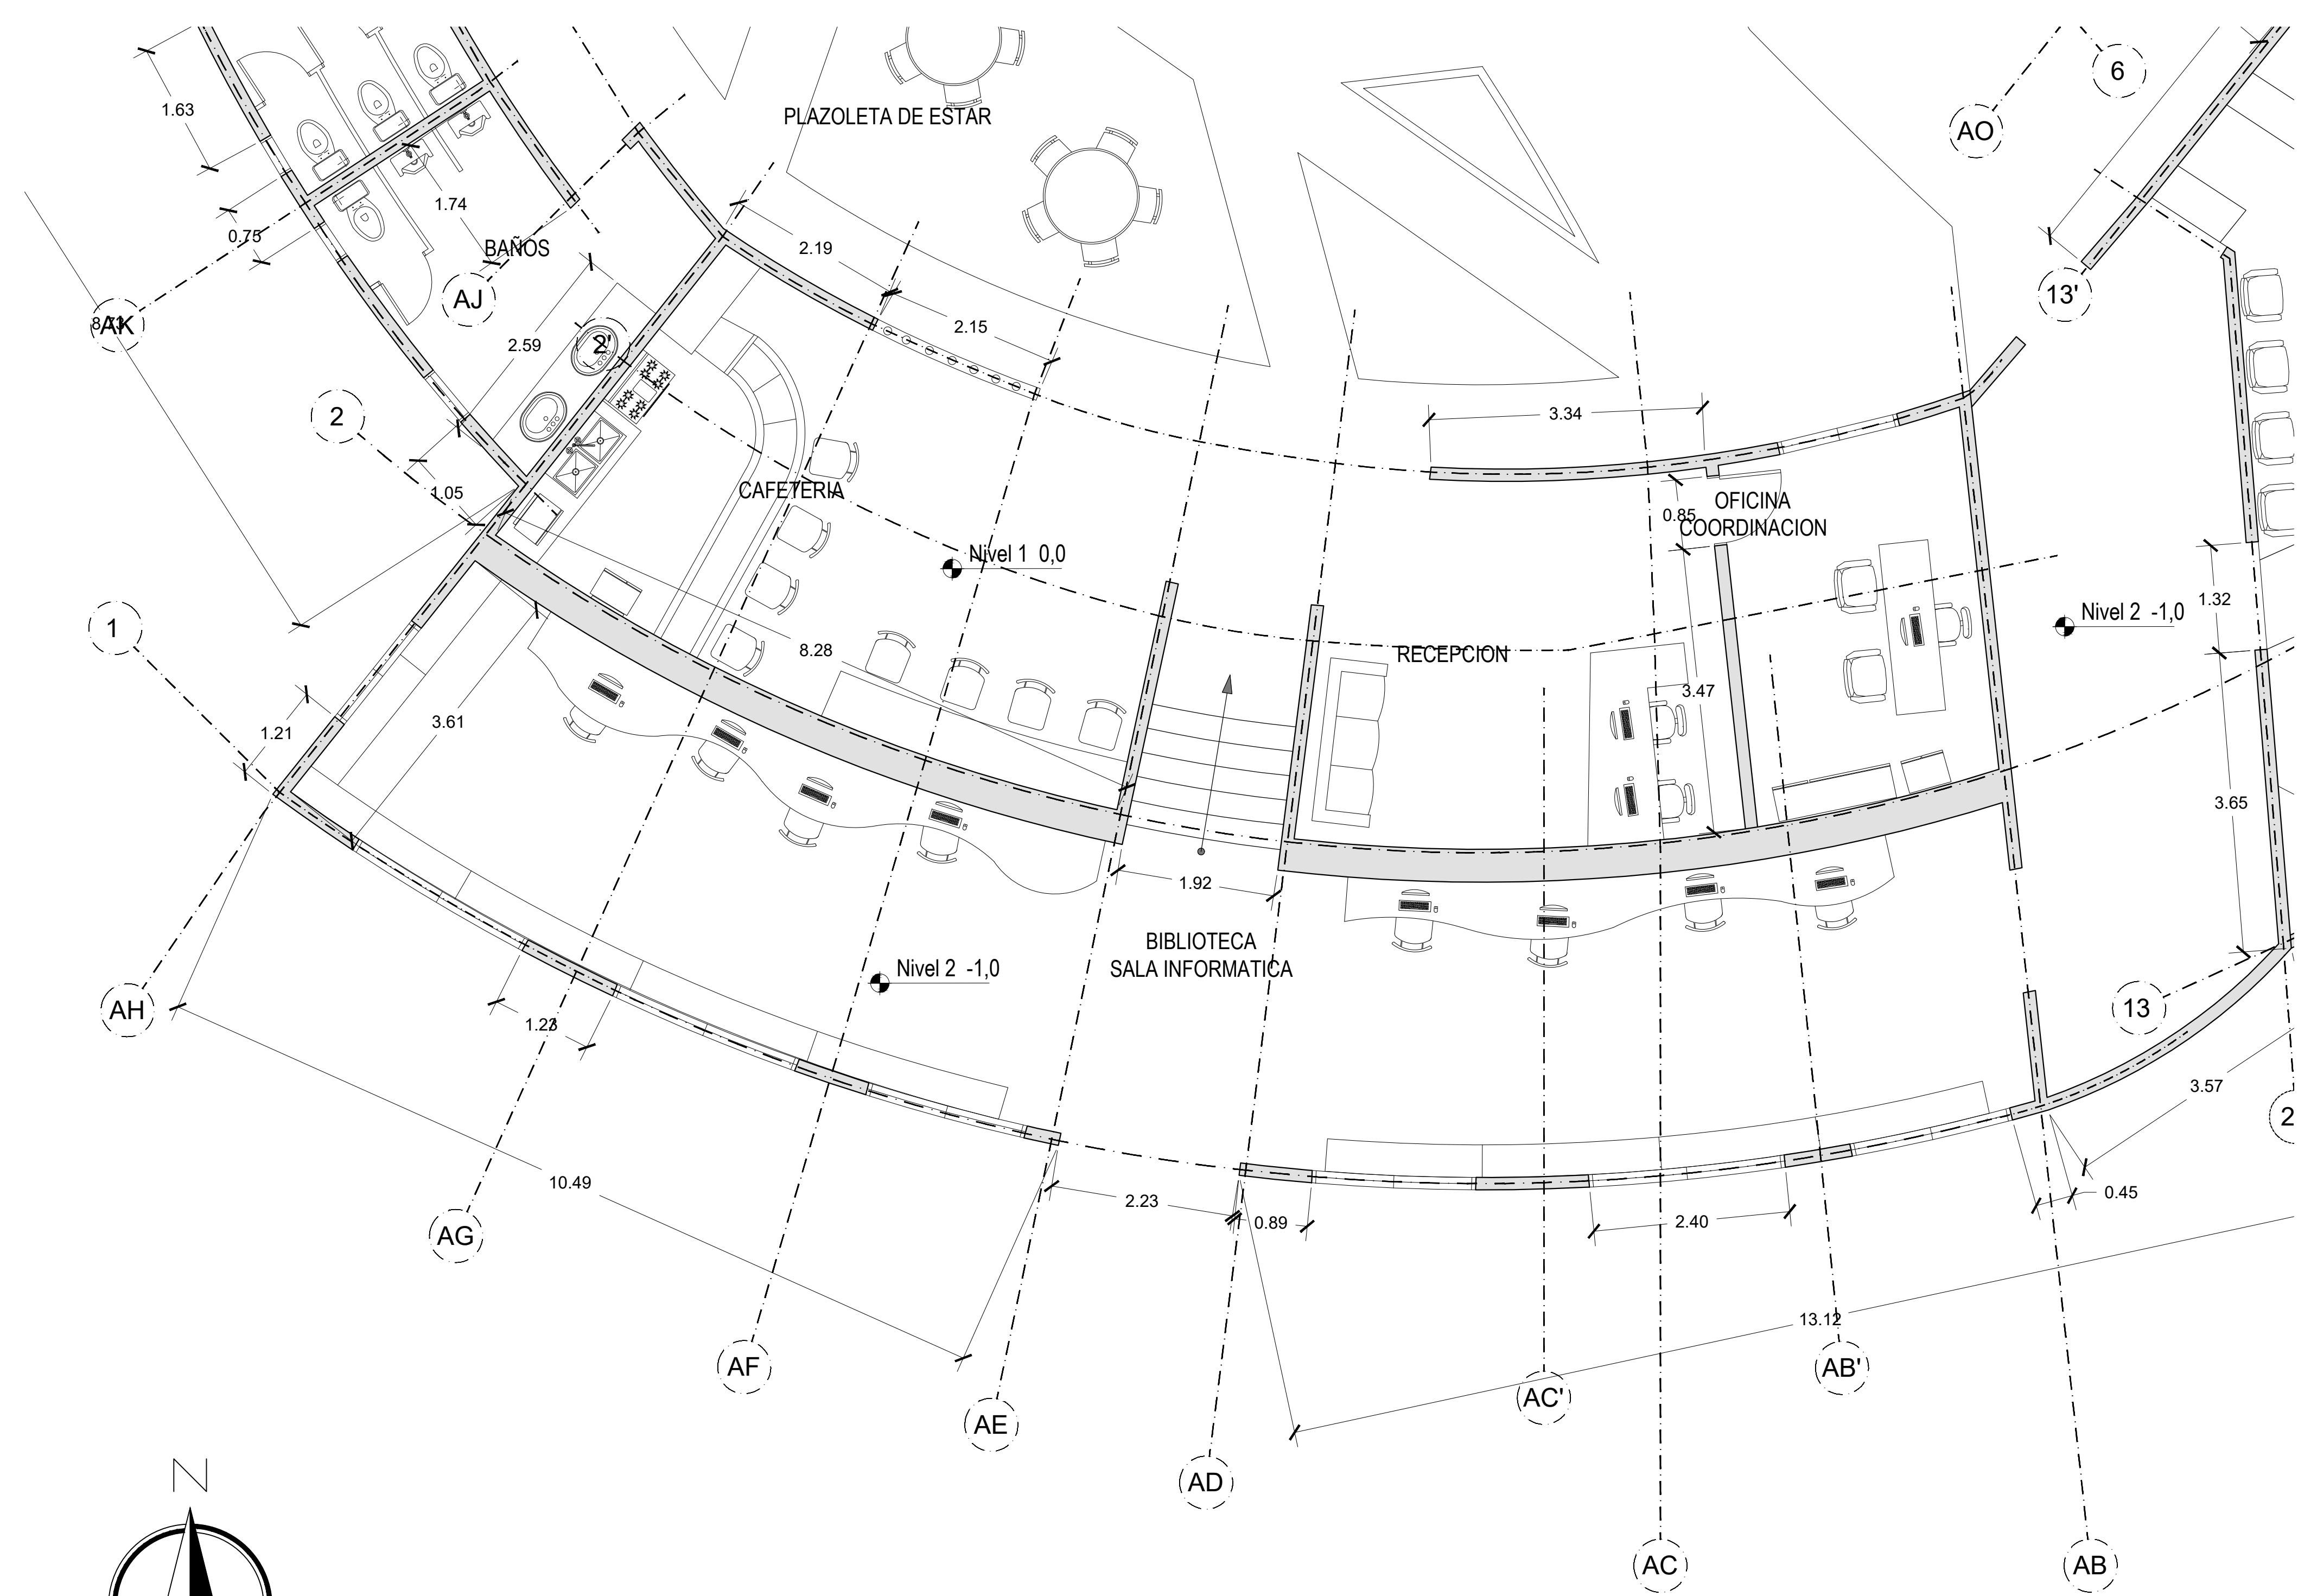 6
1.63
PLAZOLETA DE ESTAR
AO
1.74
0.75
BAÑOS
2.19
AJ
13'
AK
2.15
2.59
2'
2
3.34
1.05
CAFETERIA
OFICINA
COORDINACION
0.85
Nivel 1 0,0
1.32
Nivel 2 -1,0
1
8.28
RECEPCION
3.47
3.61
1.21
3.65
1.92
BIBLIOTECA
SALA INFORMATICA
Nivel 2 -1,0
AH
13
3.57
10.49
2.23
0.89
2.40
0.45
AG
13.12
AF
AC'
AB'
AE
AD
AC
AB
N